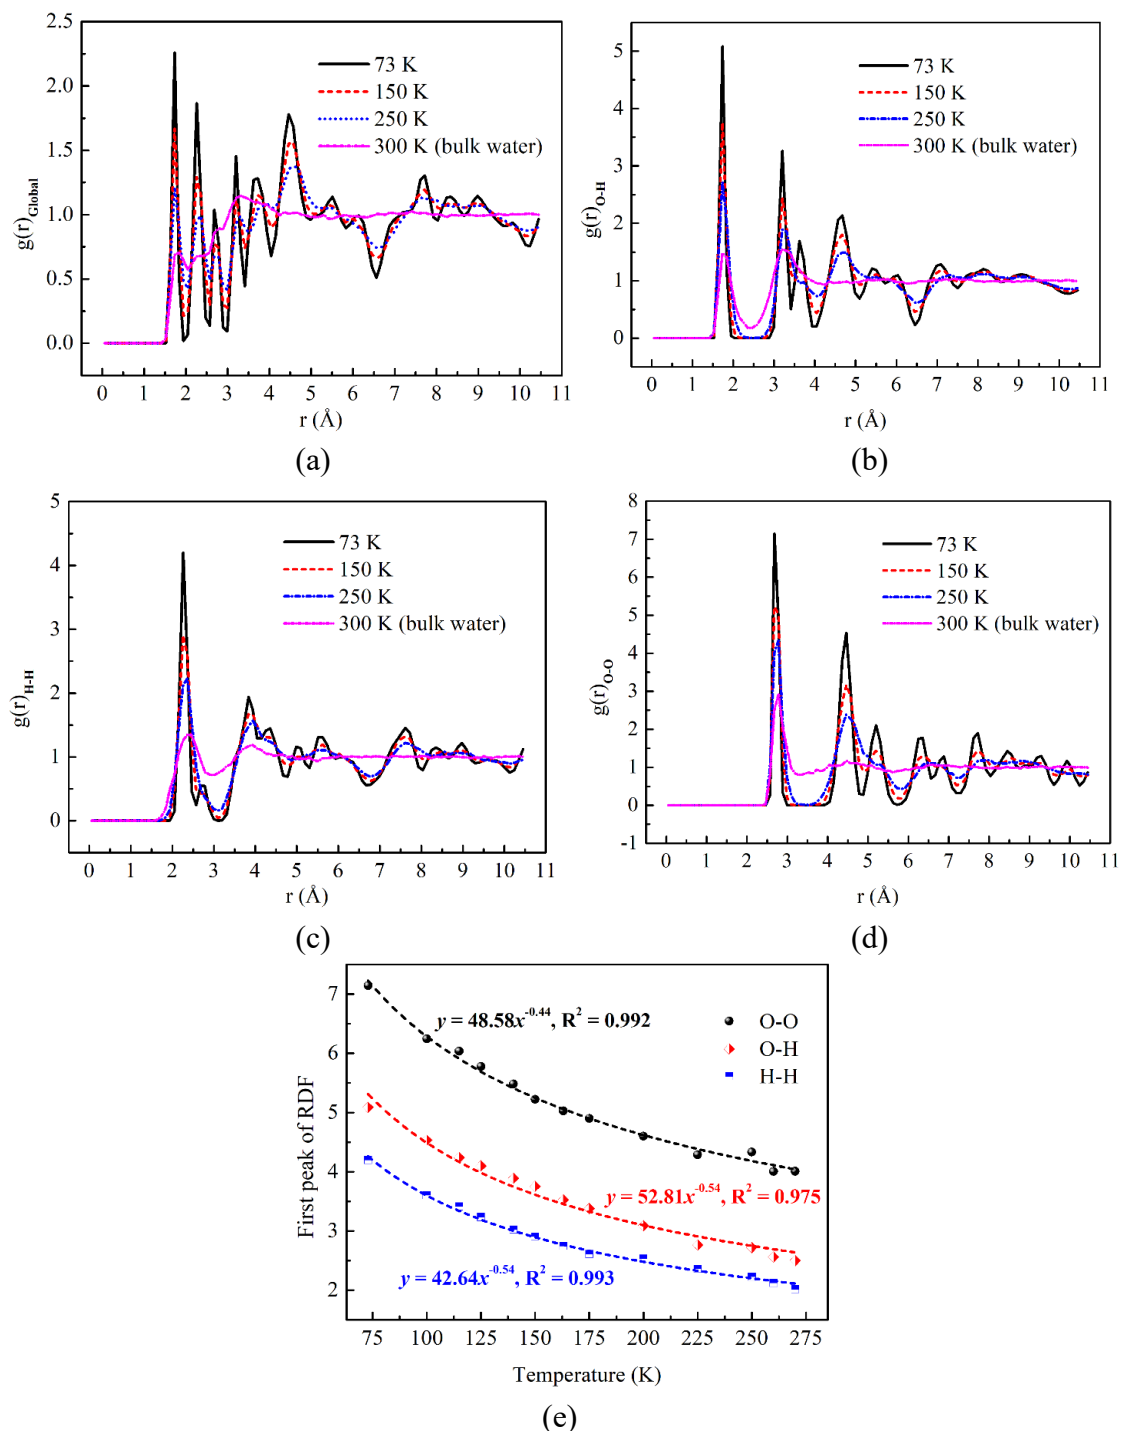 2.5
2.0
1.5
1.0
0.5
0.0
g(r)Global
73 K
150 K
250 K
300 K (bulk water)
0 1 2 3 4 5 6 7 8 9 10 11
r (Å)
(a)
5
4
3
2
1
0
g(r)O-H
73 K
150 K
250 K
300 K (bulk water)
0 1 2 3 4 5 6 7 8 9 10 11
r (Å)
(b)
5
4
3
2
1
0
g(r)H-H
73 K
150 K
250 K
300 K (bulk water)
0 1 2 3 4 5 6 7 8 9 10 11
r (Å)
(c)
8
7
6
5
4
3
2
1
0
-1
g(r)O-O
73 K
150 K
250 K
300 K (bulk water)
0 1 2 3 4 5 6 7 8 9 10 11
r (Å)
(d)
7
6
5
4
3
2
First peak of RDF
y = 48.58x^-0.44, R² = 0.992
O-O
O-H
H-H
y = 52.81x^-0.54, R² = 0.975
y = 42.64x^-0.54, R² = 0.993
75 100 125 150 175 200 225 250 275
Temperature (K)
(e)